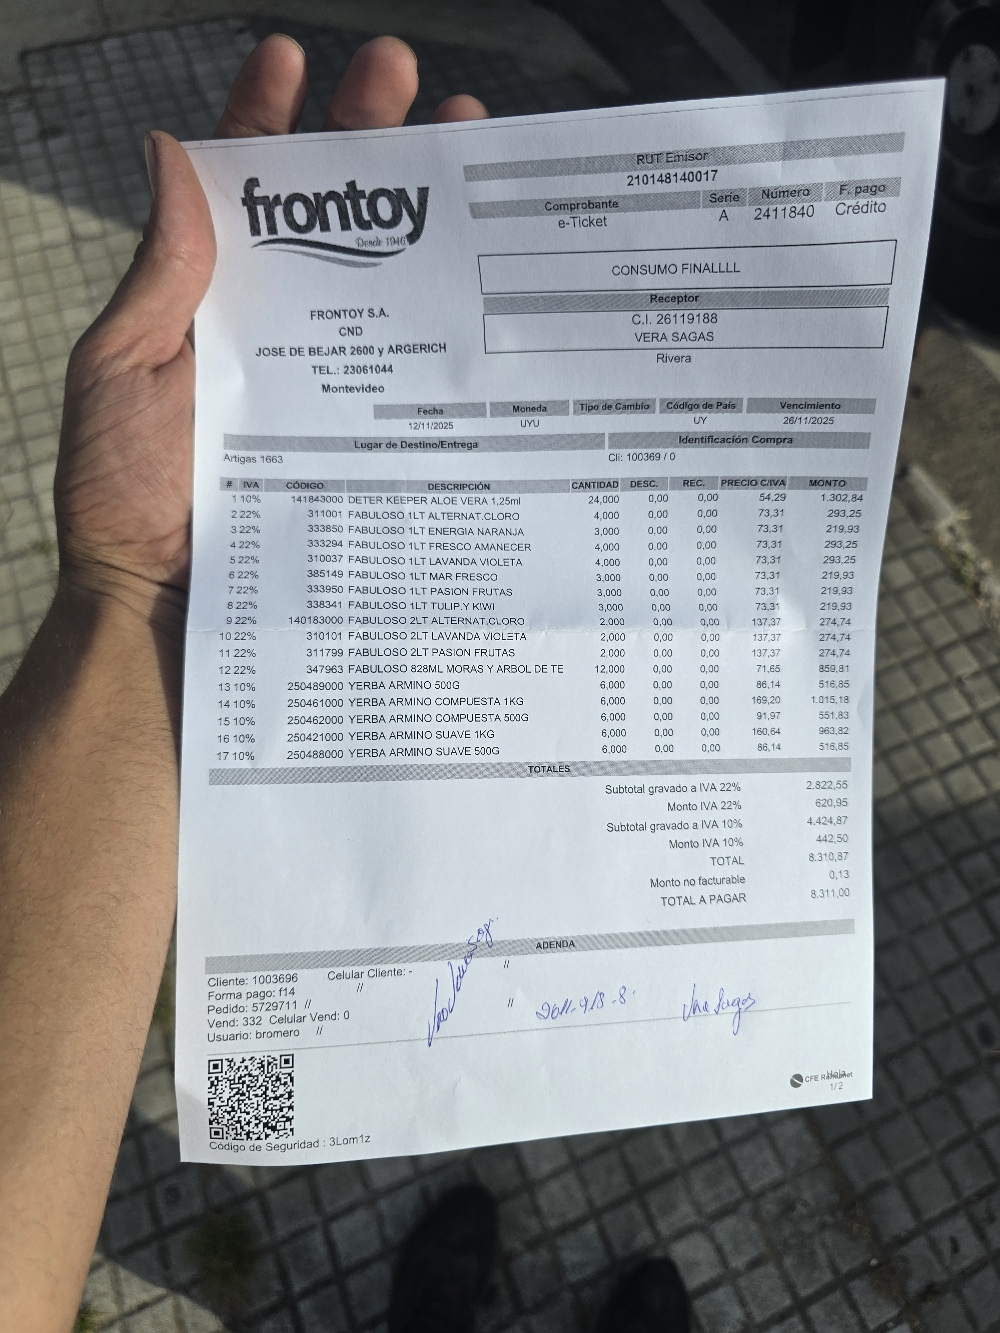 frontoy
Desde 1946
FRONTOY S.A.
CND
JOSE DE BEJAR 2600 y ARGERICH
TEL.: 23061044
Montevideo
RUT Emisor
210148140017
Comprobante Serie Número F. pago
e-Ticket A 2411840 Crédito
CONSUMO FINALLLL
Receptor
C.I. 26119188
VERA SAGAS
Rivera
Fecha Moneda Tipo de Cambio Código de País Vencimiento
12/11/2025 UYU UY 26/11/2025
Lugar de Destino/Entrega Identificación Compra
Artigas 1663 Cli: 100369 / 0
# IVA CÓDIGO DESCRIPCIÓN CANTIDAD DESC. REC. PRECIO C/IVA MONTO
1 10% 141843000 DETER KEEPER ALOE VERA 1,25ml 24,000 0,00 0,00 54,29 1.302,84
2 22% 311001 FABULOSO 1LT ALTERNAT.CLORO 4,000 0,00 0,00 73,31 293,25
3 22% 333850 FABULOSO 1LT ENERGIA NARANJA 3,000 0,00 0,00 73,31 219,93
4 22% 333294 FABULOSO 1LT FRESCO AMANECER 4,000 0,00 0,00 73,31 293,25
5 22% 310037 FABULOSO 1LT LAVANDA VIOLETA 4,000 0,00 0,00 73,31 293,25
6 22% 385149 FABULOSO 1LT MAR FRESCO 3,000 0,00 0,00 73,31 219,93
7 22% 333950 FABULOSO 1LT PASION FRUTAS 3,000 0,00 0,00 73,31 219,93
8 22% 338341 FABULOSO 1LT TULIP.Y KIWI 3,000 0,00 0,00 73,31 219,93
9 22% 140183000 FABULOSO 2LT ALTERNAT.CLORO 2,000 0,00 0,00 137,37 274,74
10 22% 310101 FABULOSO 2LT LAVANDA VIOLETA 2,000 0,00 0,00 137,37 274,74
11 22% 311799 FABULOSO 2LT PASION FRUTAS 2,000 0,00 0,00 137,37 274,74
12 22% 347963 FABULOSO 828ML MORAS Y ARBOL DE TE 12,000 0,00 0,00 71,65 859,81
13 10% 250489000 YERBA ARMINO 500G 6,000 0,00 0,00 86,14 516,85
14 10% 250461000 YERBA ARMINO COMPUESTA 1KG 6,000 0,00 0,00 169,20 1.015,18
15 10% 250462000 YERBA ARMINO COMPUESTA 500G 6,000 0,00 0,00 91,97 551,83
16 10% 250421000 YERBA ARMINO SUAVE 1KG 6,000 0,00 0,00 160,64 963,82
17 10% 250488000 YERBA ARMINO SUAVE 500G 6,000 0,00 0,00 86,14 516,85
TOTALES
Subtotal gravado a IVA 22% 2.822,55
Monto IVA 22% 620,95
Subtotal gravado a IVA 10% 4.424,87
Monto IVA 10% 442,50
TOTAL 8.310,87
Monto no facturable 0,13
TOTAL A PAGAR 8.311,00
ADENDA
Cliente: 1003696 Celular Cliente: - //
Forma pago: f14 //
Pedido: 5729711 // //
Vend: 332 Celular Vend: 0
Usuario: bromero //
Código de Seguridad : 3Lom1z
CFE
Hoja
1/2